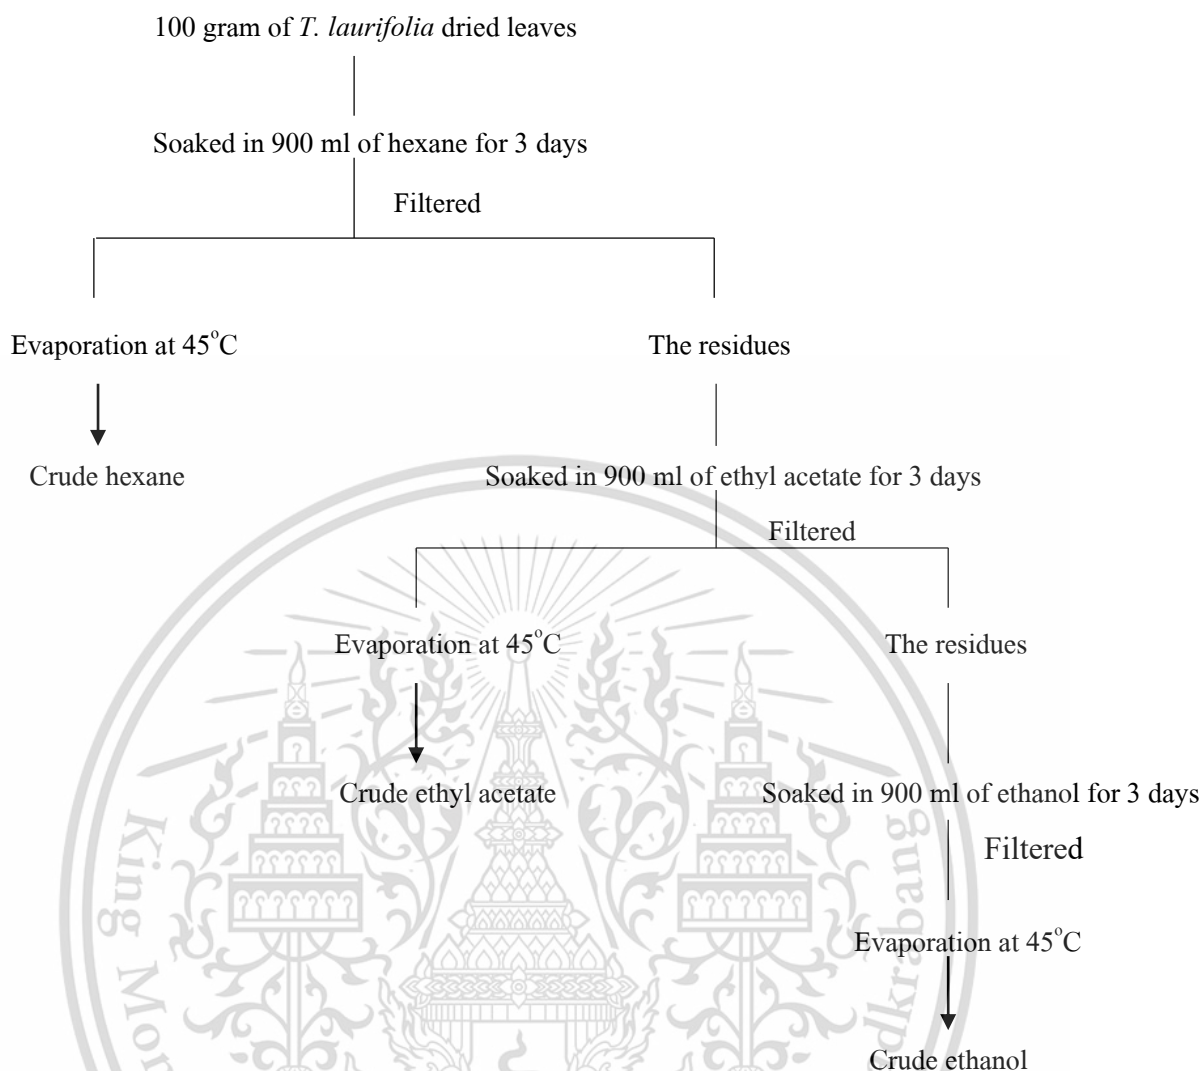 100 gram of T. laurifolia dried leaves
Soaked in 900 ml of hexane for 3 days
Filtered
Evaporation at 45°C
The residues
Crude hexane
Soaked in 900 ml of ethyl acetate for 3 days
Filtered
Evaporation at 45°C
The residues
Crude ethyl acetate
Soaked in 900 ml of ethanol for 3 days
Filtered
Evaporation at 45°C
Crude ethanol
King Mon
dkrabang